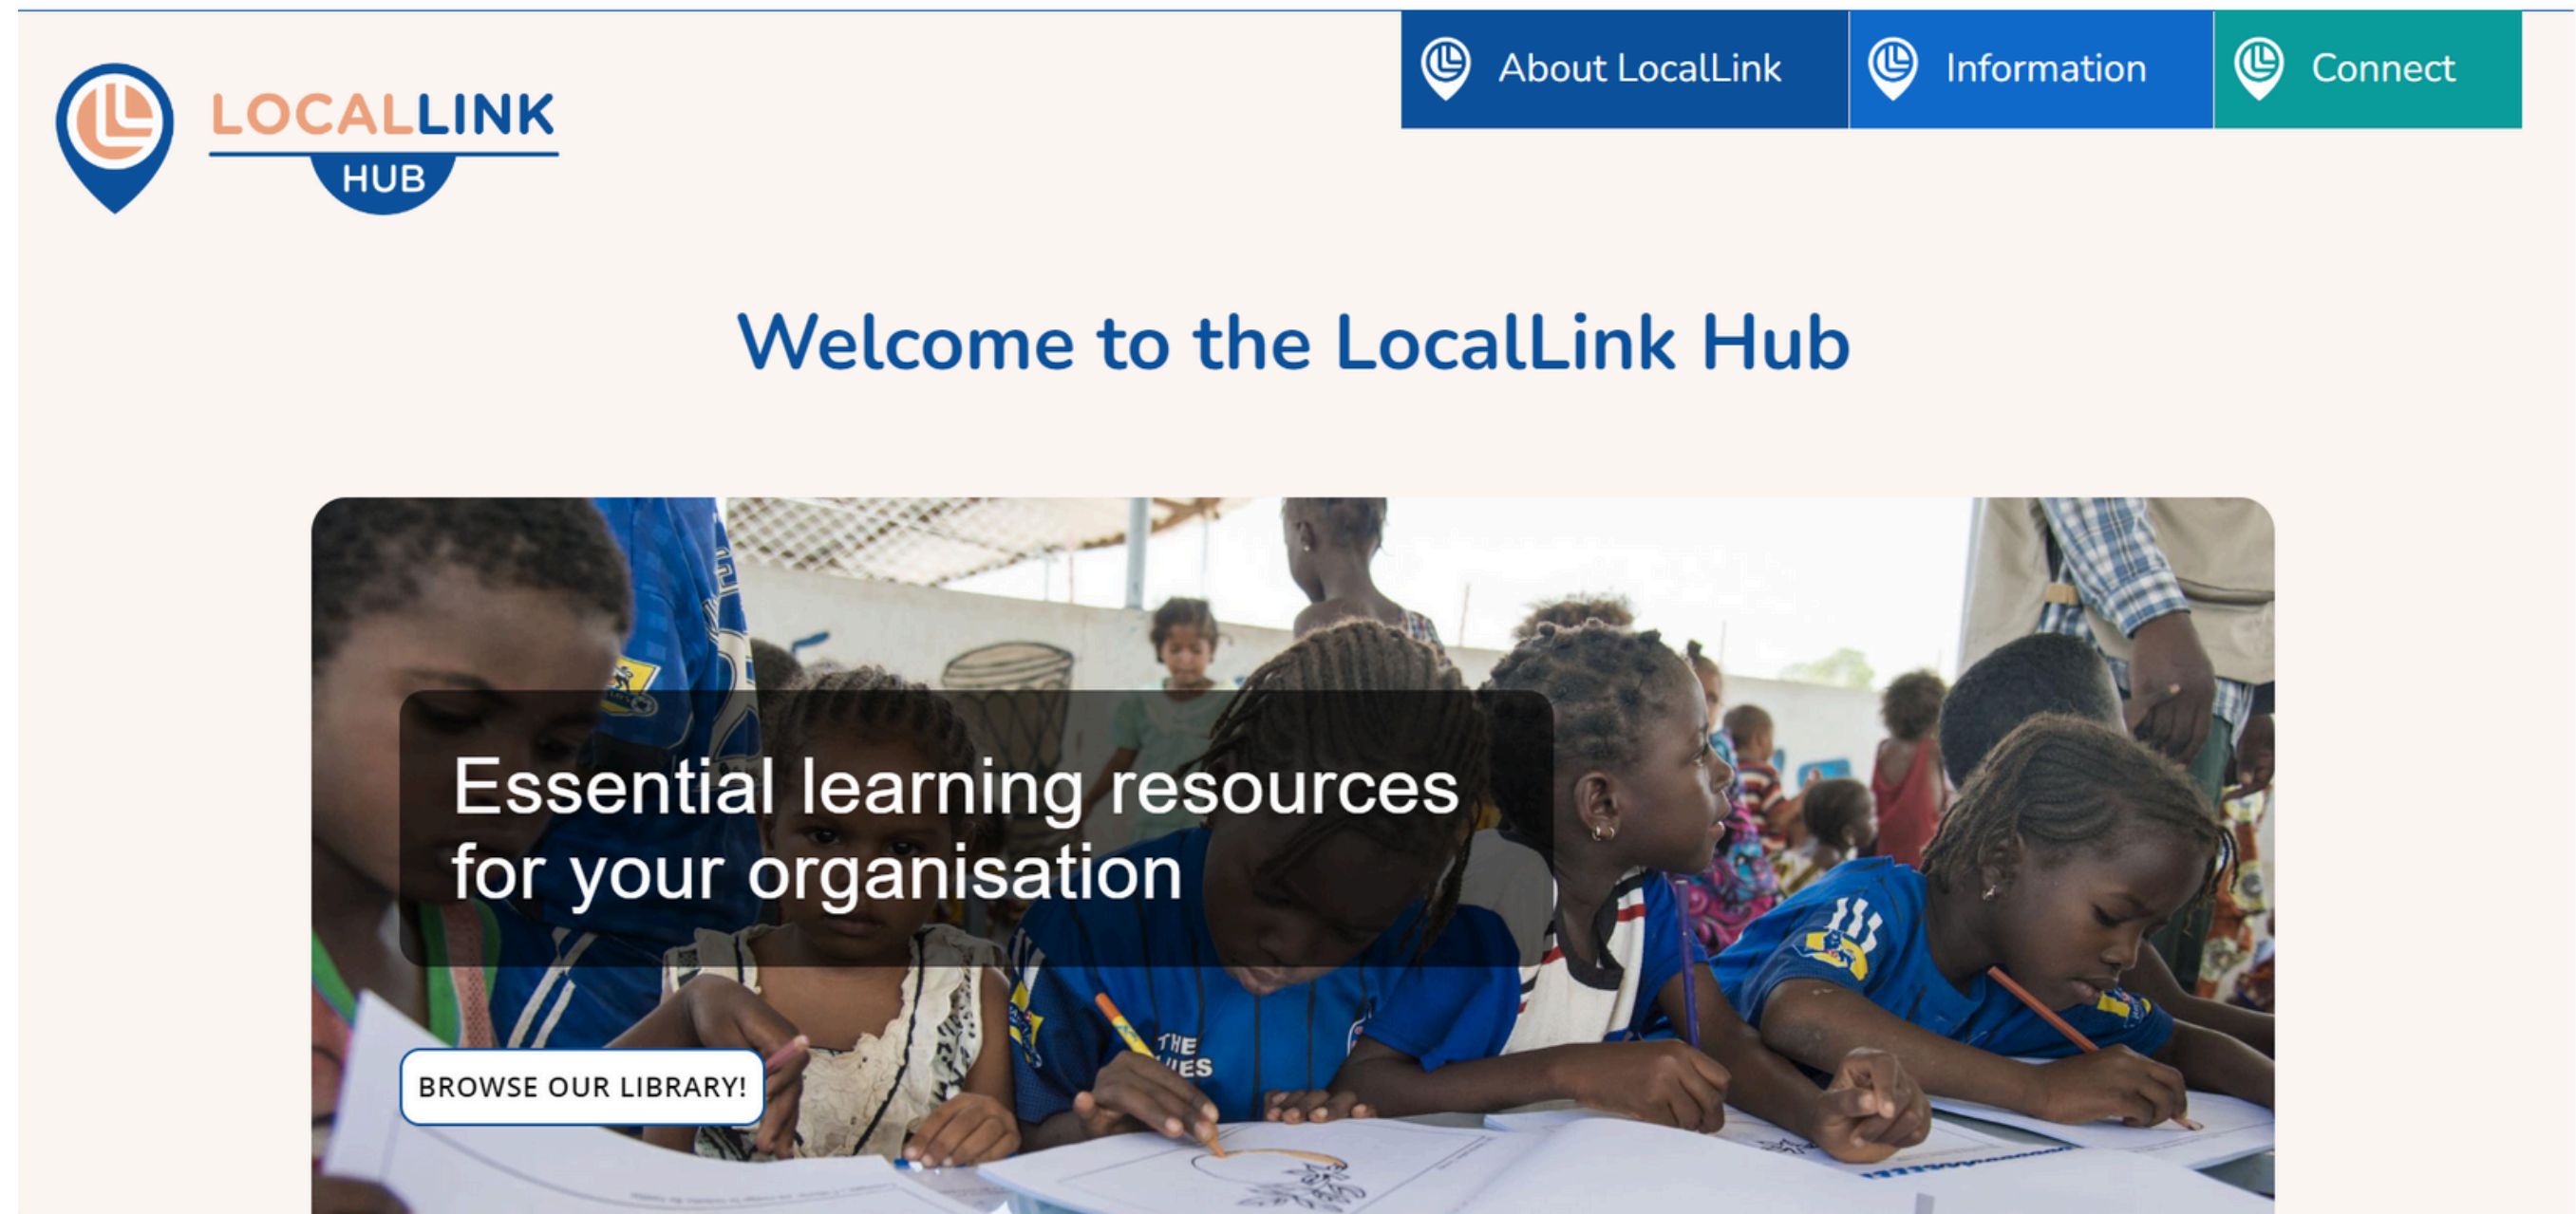 LOCALLINK
HUB
About LocalLink
Information
Connect
Welcome to the LocalLink Hub
Essential learning resources
for your organisation
THE
BROWSE OUR LIBRARY!